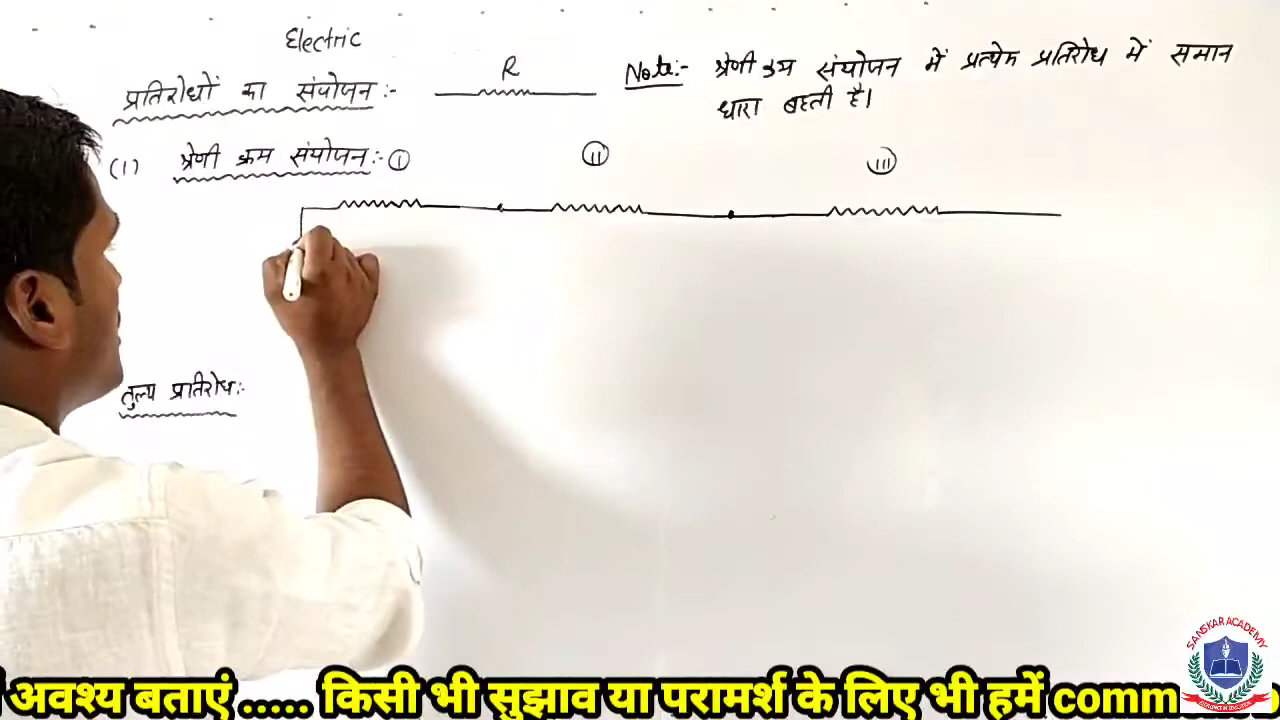 Electric
प्रतिरोधों का संयोजन :-
R
Note:- श्रेणी क्रम संयोजन में प्रत्येक प्रतिरोध में समान
धारा बहती है।
(1) श्रेणी क्रम संयोजन :-
I
II
III
तुल्य प्रतिरोध :-
SANSKAR ACADEMY
अवश्य बताएं ..... किसी भी सुझाव या परामर्श के लिए भी हमें comm